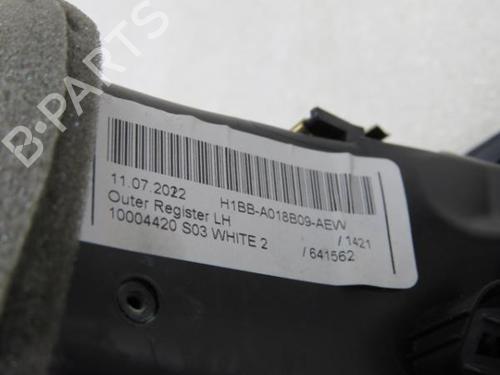 B-PARTS
11.07.2022 H1BB-A018B09-AEW
Outer Register LH /1421
10004420 S03 WHITE 2 /641562